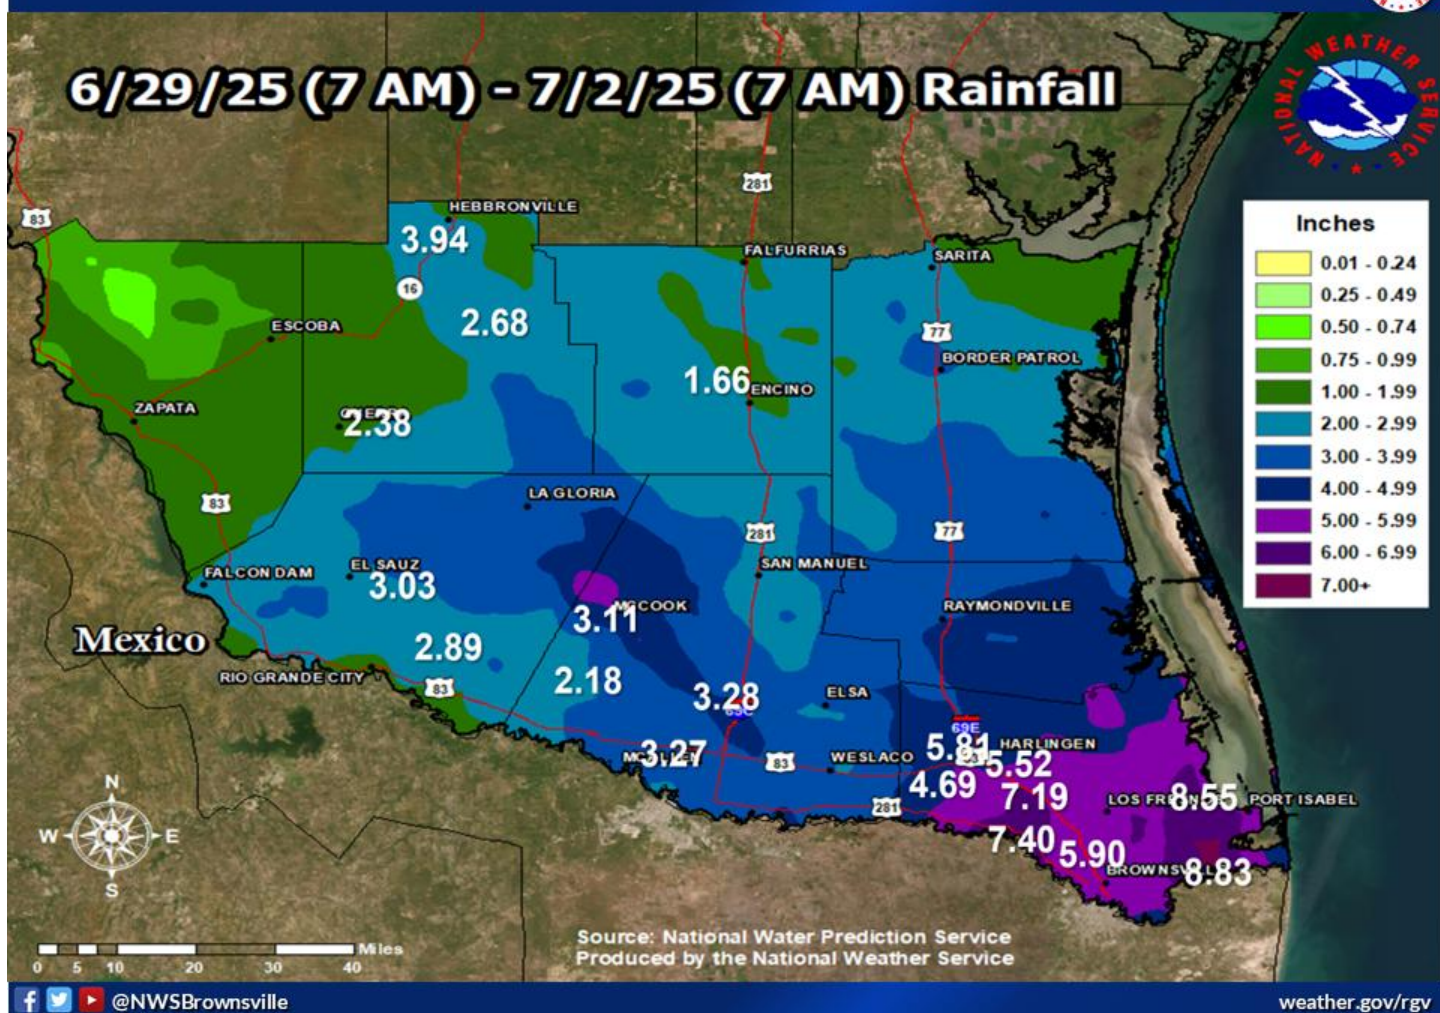 6/29/25 (7 AM) - 7/2/25 (7 AM) Rainfall
NATIONAL WEATHER SERVICE
Inches
0.01 - 0.24
0.25 - 0.49
0.50 - 0.74
0.75 - 0.99
1.00 - 1.99
2.00 - 2.99
3.00 - 3.99
4.00 - 4.99
5.00 - 5.99
6.00 - 6.99
7.00+
281
83
HEBBRONVILLE
3.94
FALFURRIAS
SARITA
16
2.68
ESCOBA
77
BORDER PATROL
1.66
ENCINO
ZAPATA
2.38
LA GLORIA
83
281
77
EL SAUZ
SAN MANUEL
FALCON DAM
3.03
MCCOOK
RAYMONDVILLE
3.11
Mexico
2.89
RIO GRANDE CITY
83
2.18
3.28
ELSA
69E
5.81
HARLINGEN
3.27
83
WESLACO
5.52
4.69
7.19
8.55
PORT ISABEL
281
7.40
5.90
8.83
N
W
E
S
Miles
0 5 10 20 30 40
Source: National Water Prediction Service
Produced by the National Weather Service
@NWSBrownsville
weather.gov/rgv